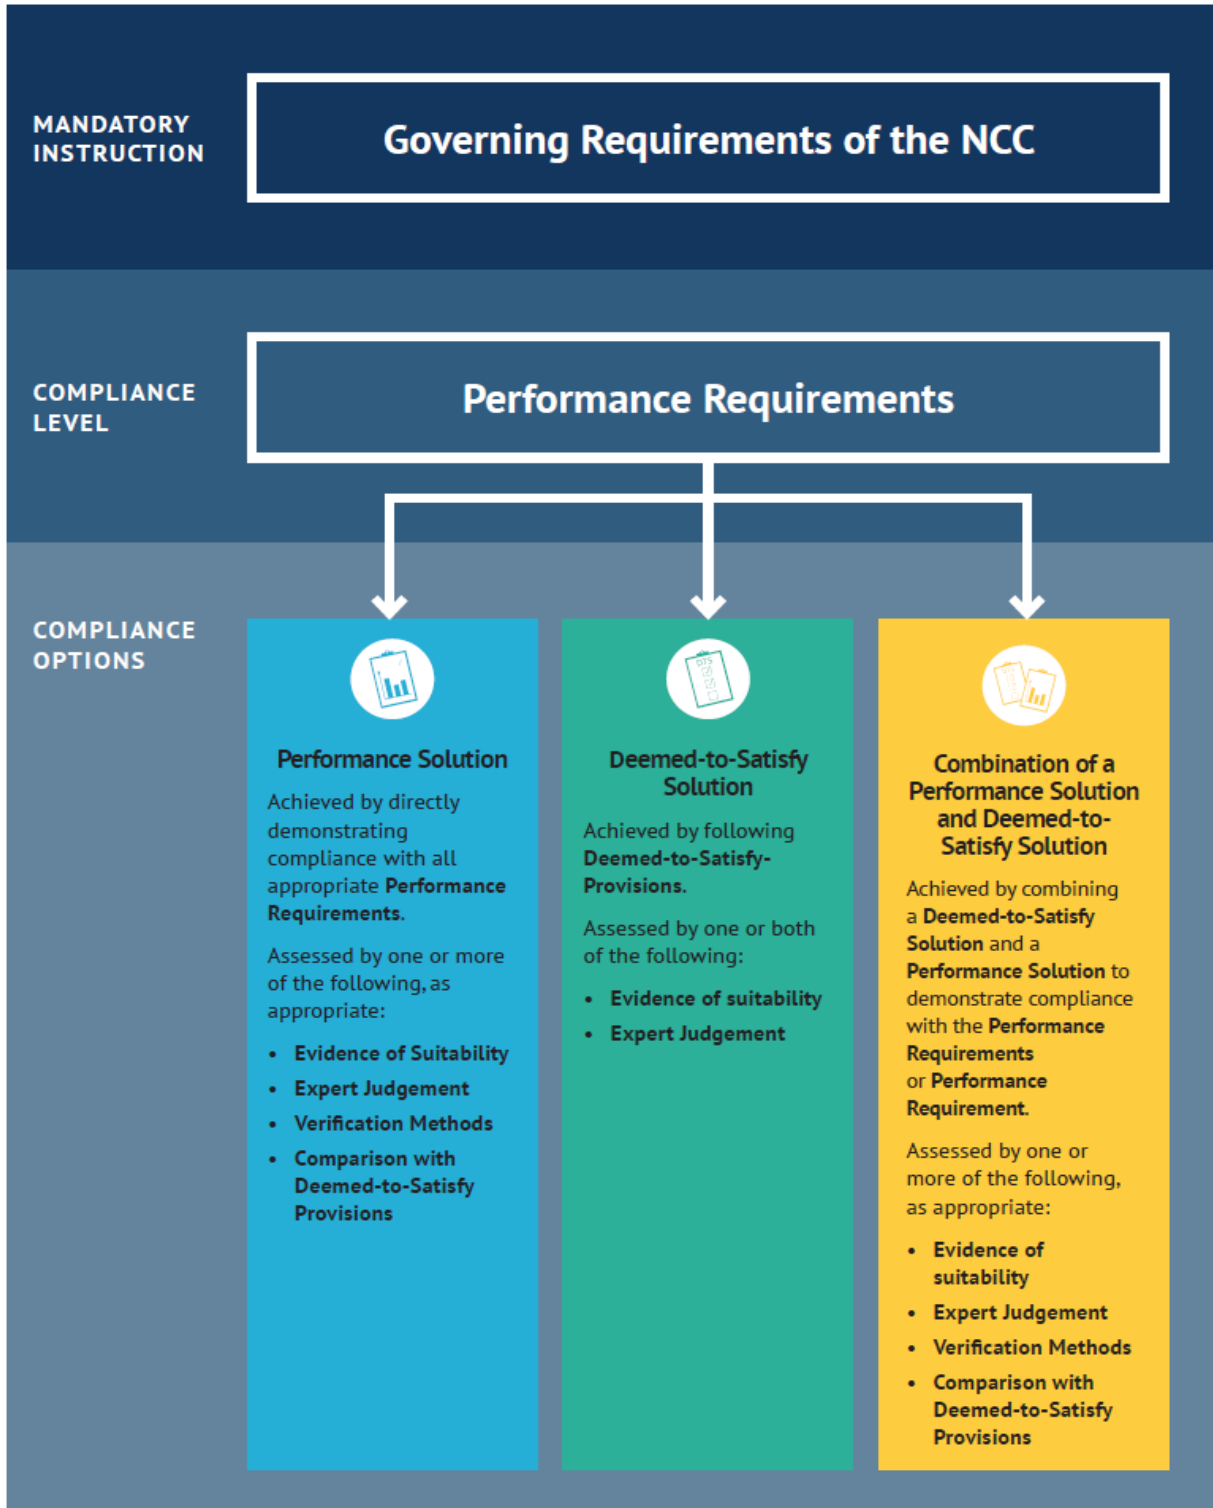 MANDATORY
INSTRUCTION
Governing Requirements of the NCC
COMPLIANCE
LEVEL
Performance Requirements
COMPLIANCE
OPTIONS
Performance Solution
Achieved by directly
demonstrating
compliance with all
appropriate Performance
Requirements.
Assessed by one or more
of the following, as
appropriate:
• Evidence of Suitability
• Expert Judgement
• Verification Methods
• Comparison with
Deemed-to-Satisfy
Provisions
DTS
Deemed-to-Satisfy
Solution
Achieved by following
Deemed-to-Satisfy-
Provisions.
Assessed by one or both
of the following:
• Evidence of suitability
• Expert Judgement
Combination of a
Performance Solution
and Deemed-to-
Satisfy Solution
Achieved by combining
a Deemed-to-Satisfy
Solution and a
Performance Solution to
demonstrate compliance
with the Performance
Requirements
or Performance
Requirement.
Assessed by one or
more of the following,
as appropriate:
• Evidence of
suitability
• Expert Judgement
• Verification Methods
• Comparison with
Deemed-to-Satisfy
Provisions